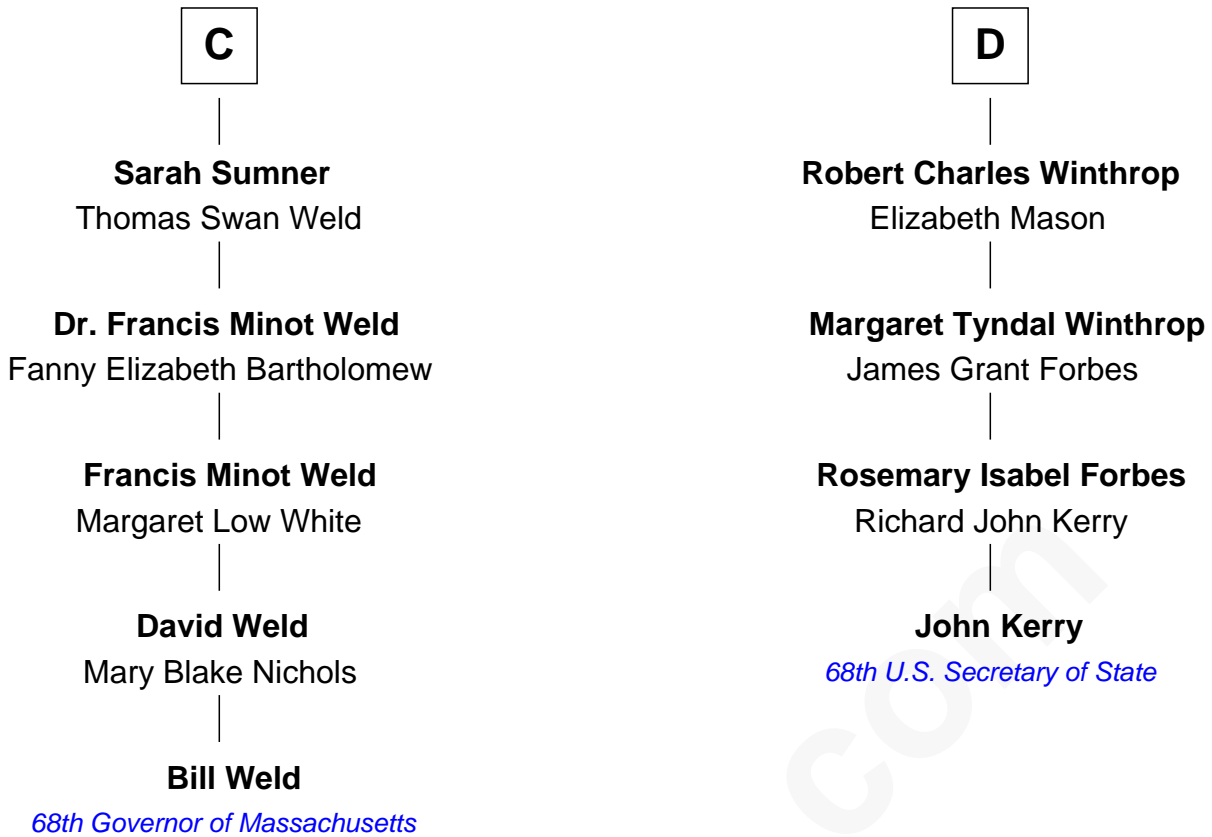 C
Sarah Sumner
Thomas Swan Weld
Dr. Francis Minot Weld
Fanny Elizabeth Bartholomew
Francis Minot Weld
Margaret Low White
David Weld
Mary Blake Nichols
Bill Weld
68th Governor of Massachusetts
D
Robert Charles Winthrop
Elizabeth Mason
Margaret Tyndal Winthrop
James Grant Forbes
Rosemary Isabel Forbes
Richard John Kerry
John Kerry
68th U.S. Secretary of State
com